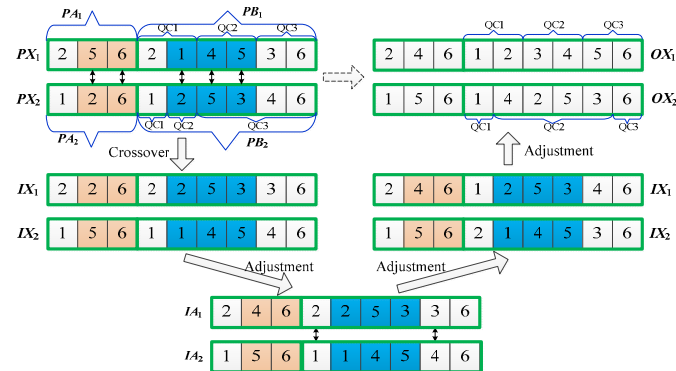 PA1 PB1
QC1 QC2 QC3
PX1 2 5 6 2 1 4 5 3 6
PX2 1 2 6 1 2 5 3 4 6
QC1 QC2 QC3
PA2 PB2
Crossover
IX1 2 2 6 2 2 5 3 3 6
IX2 1 5 6 1 1 4 5 4 6
Adjustment
IA1 2 4 6 2 2 5 3 3 6
IA2 1 5 6 1 1 4 5 4 6
Adjustment
2 4 6 1 2 5 3 4 6 IX1
1 5 6 2 1 4 5 3 6 IX2
Adjustment
QC1 QC2 QC3
2 4 6 1 2 3 4 5 6 OX1
1 5 6 1 4 2 5 3 6 OX2
QC1 QC2 QC3